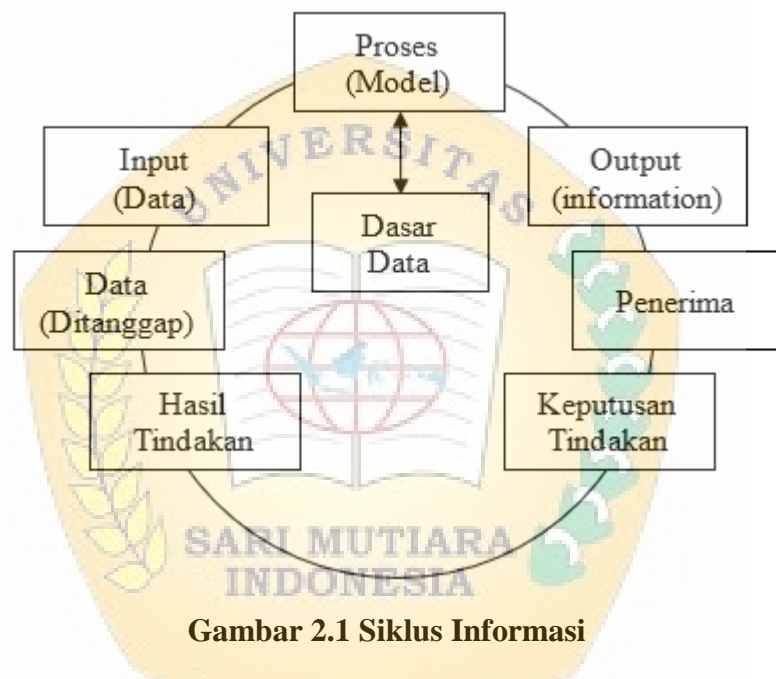 Proses
(Model)
Input
(Data)
Output
(information)
Dasar
Data
Data
(Ditanggap)
Penerima
Hasil
Tindakan
Keputusan
Tindakan
UNIVERSITAS
SARI MUTIARA
INDONESIA
Gambar 2.1 Siklus Informasi